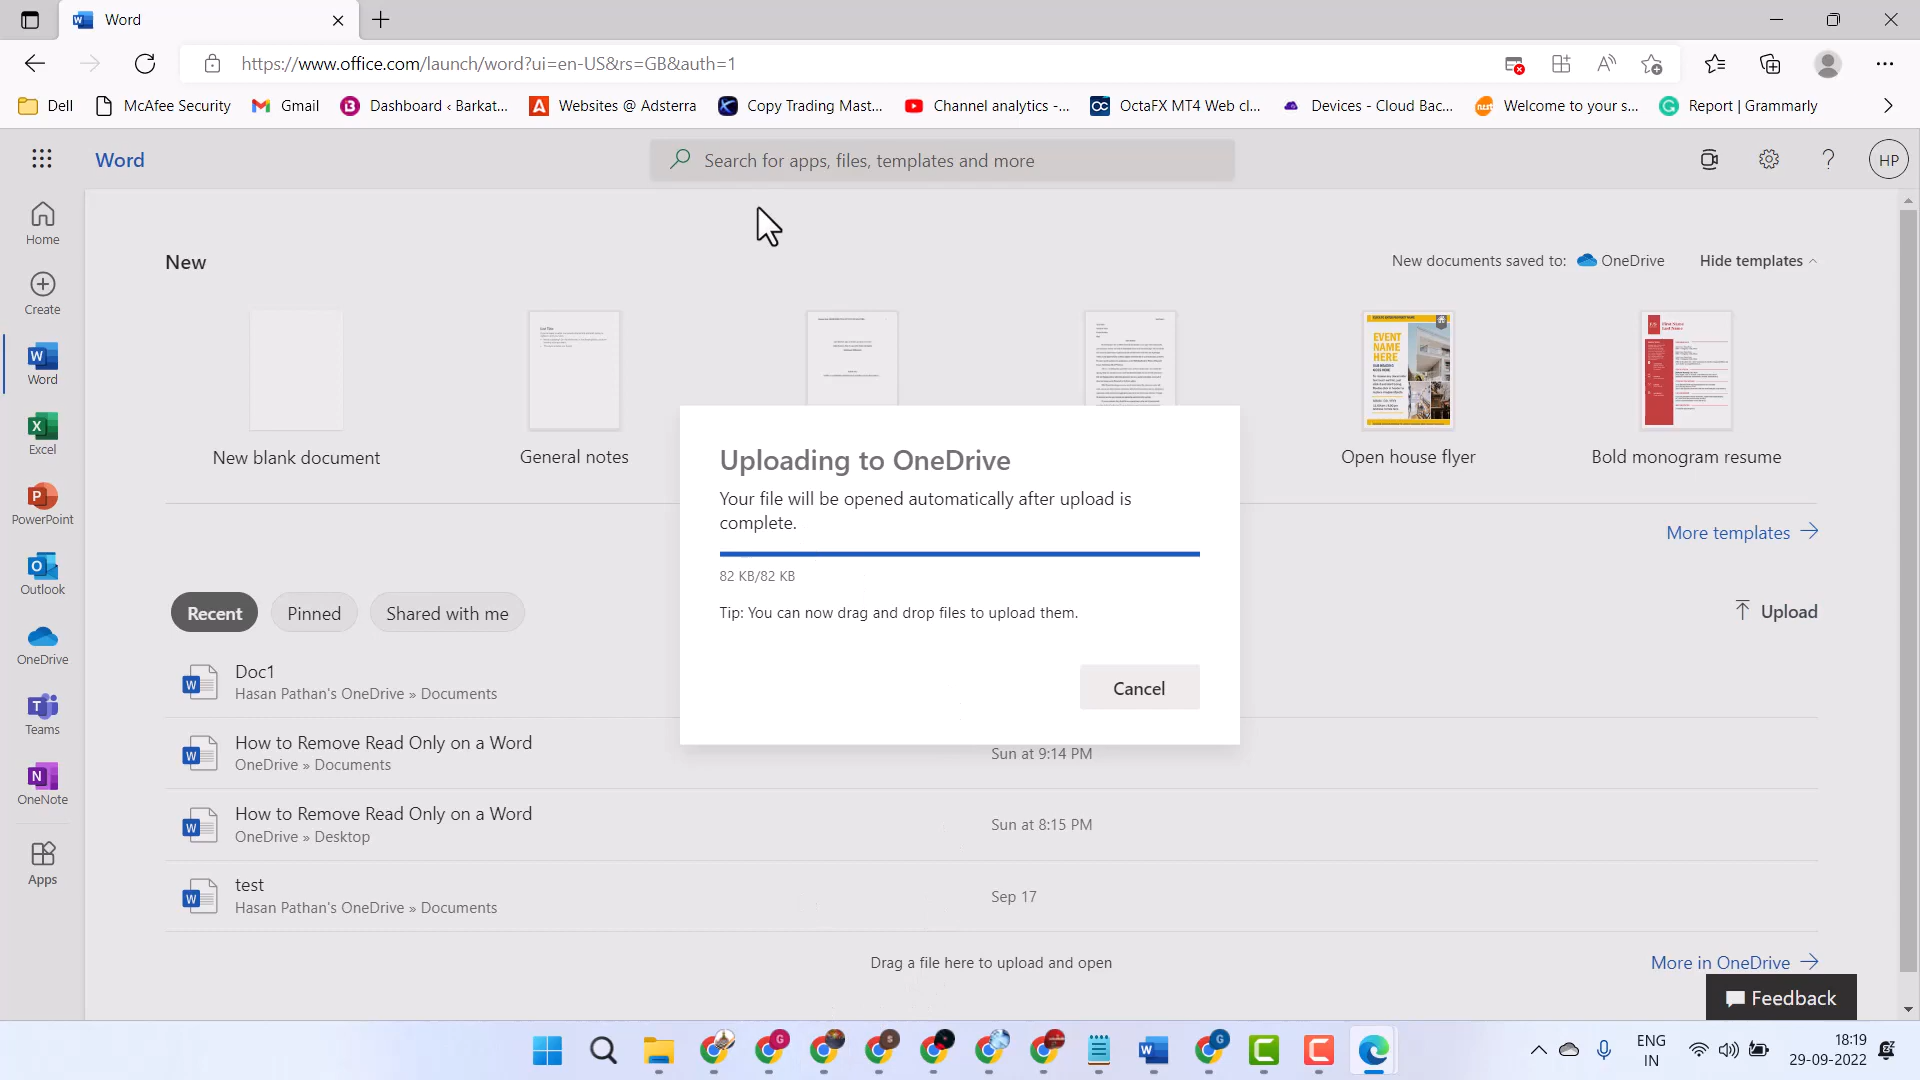 Word
https://www.office.com/launch/word?ui=en-US&rs=GB&auth=1
Dell
McAfee Security
Gmail
Dashboard ‹ Barkat...
Websites @ Adsterra
Copy Trading Mast...
Channel analytics -...
OctaFX MT4 Web cl...
Devices - Cloud Bac...
Welcome to your s...
Report | Grammarly
Word
Search for apps, files, templates and more
HP
Home
Create
Word
Excel
PowerPoint
Outlook
OneDrive
Teams
OneNote
Apps
New
New documents saved to: OneDrive
Hide templates
EVENT
NAME
HERE
New blank document
General notes
Open house flyer
Bold monogram resume
More templates
Uploading to OneDrive
Your file will be opened automatically after upload is
complete.
82 KB/82 KB
Tip: You can now drag and drop files to upload them.
Cancel
Recent
Pinned
Shared with me
Upload
Doc1
Hasan Pathan's OneDrive » Documents
How to Remove Read Only on a Word
OneDrive » Documents
Sun at 9:14 PM
How to Remove Read Only on a Word
OneDrive » Desktop
Sun at 8:15 PM
test
Hasan Pathan's OneDrive » Documents
Sep 17
Drag a file here to upload and open
More in OneDrive
Feedback
ENG
IN
18:19
29-09-2022